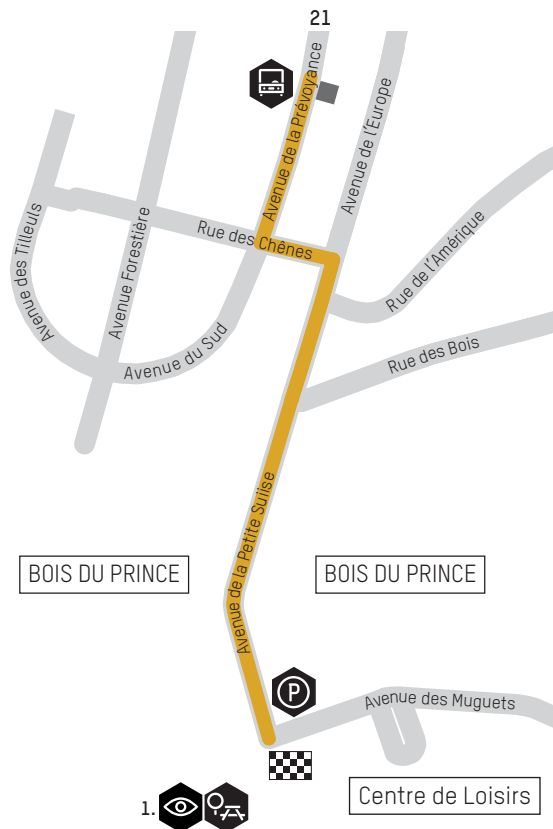 21
Avenue de la Prévoyance
Avenue de l'Europe
Rue des Chênes
Avenue des Tilleuls
Avenue Forestière
Rue de l'Amérique
Avenue du Sud
Rue des Bois
Avenue de la Petite Suiise
BOIS DU PRINCE
BOIS DU PRINCE
P
Avenue des Muguets
Centre de Loisirs
1.